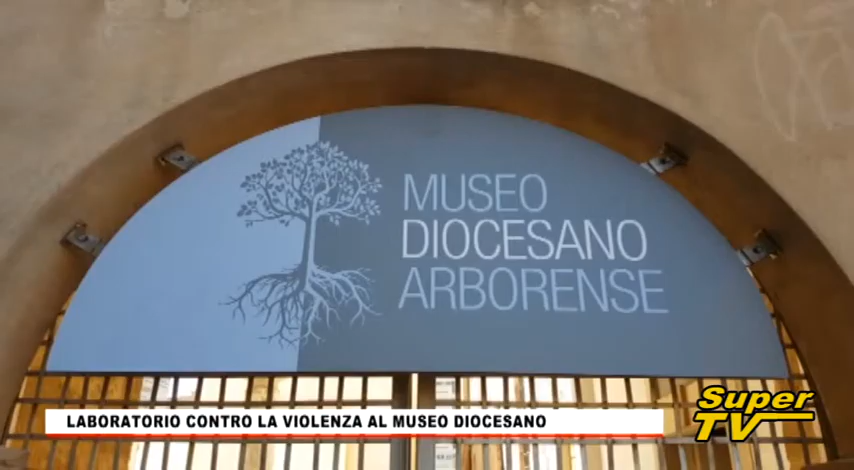 MUSEO
DIOCESANO
ARBORENSE
LABORATORIO CONTRO LA VIOLENZA AL MUSEO DIOCESANO
Super
TV